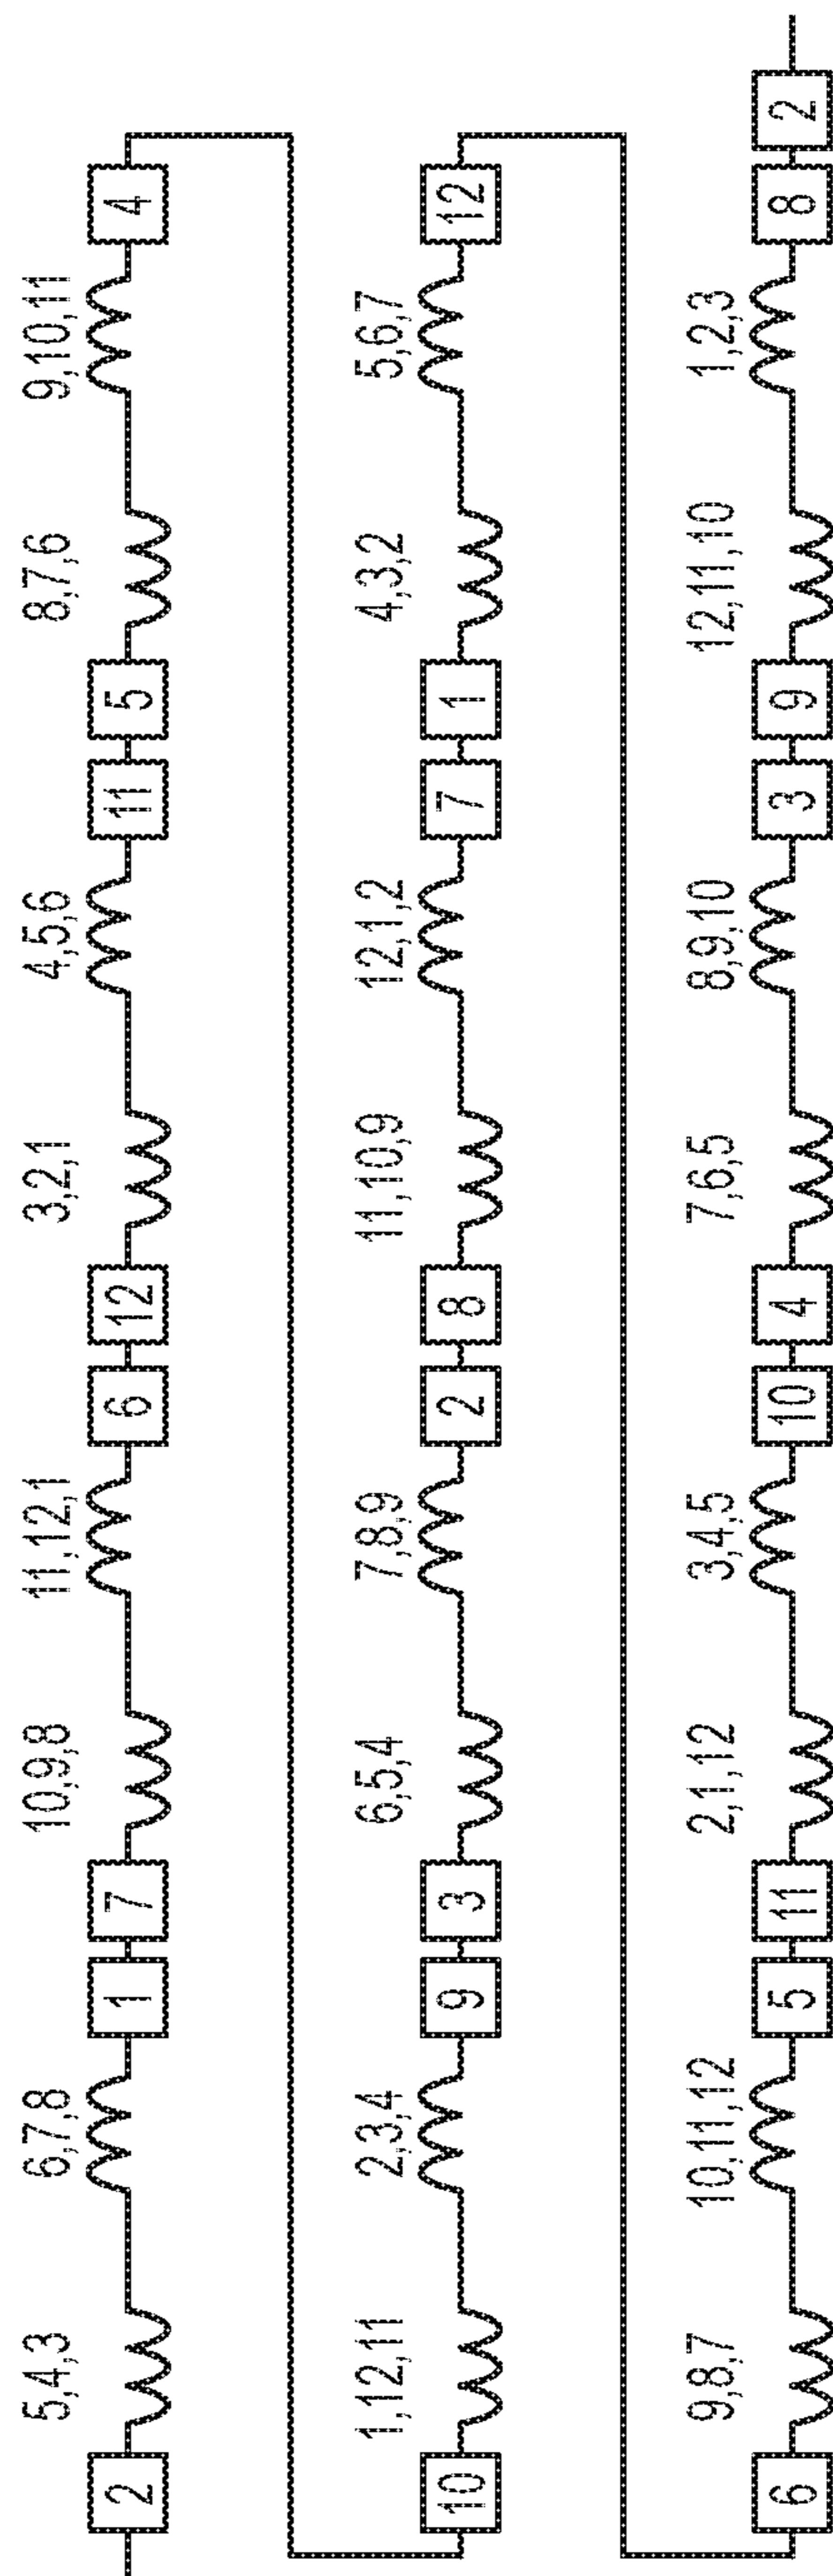 5,4,3 6,7,8 10,9,8 11,12,1 3,2,1 4,5,6 8,7,6 9,10,11
2 1 7 6 12 11 5 4
1,12,11 2,3,4 6,5,4 7,8,9 11,10,9 12,1,2 4,3,2 5,6,7
10 9 3 2 8 7 1 12
9,8,7 10,11,12 2,1,12 3,4,5 7,6,5 8,9,10 12,11,10 1,2,3
6 5 11 10 4 3 9 8 2